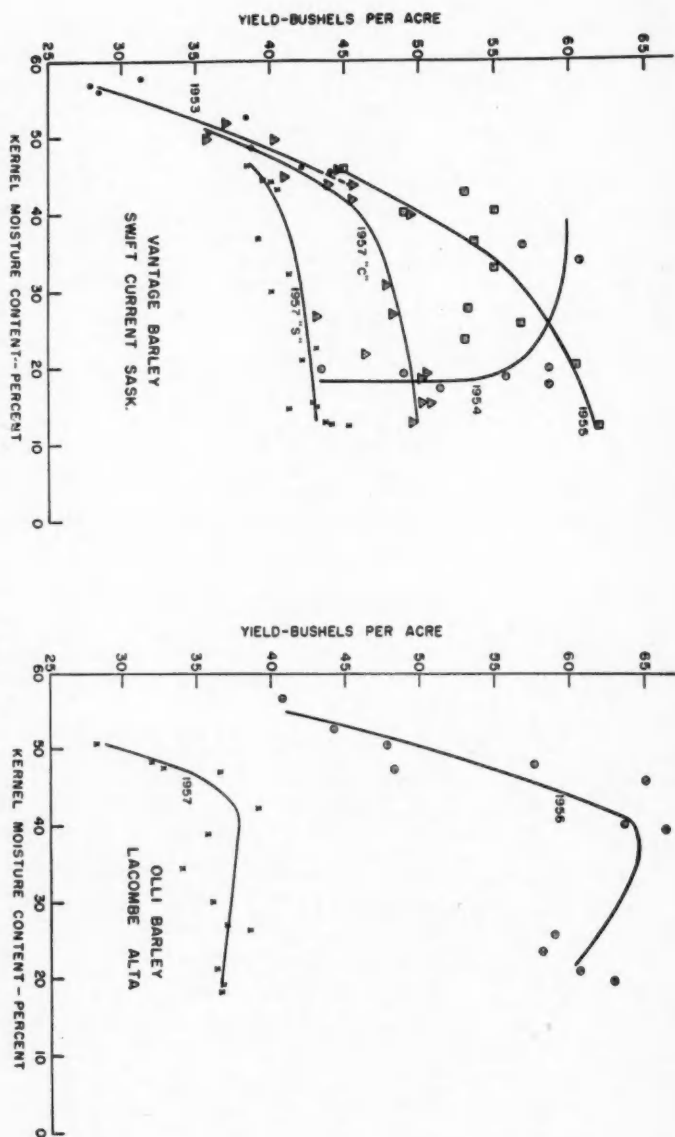 YIELD-BUSHELS PER ACRE
25 30 35 40 45 50 55 60
60 50 40 30 20 10 0
KERNEL MOISTURE CONTENT--PERCENT
1953
1957 "S"
1957 "C"
1954
1955
VANTAGE BARLEY
SWIFT CURRENT SASK.
YIELD-BUSHELS PER ACRE
25 30 35 40 45 50 55 60 65
60 50 40 30 20 10 0
KERNEL MOISTURE CONTENT - PERCENT
1957
1956
OLLI BARLEY
LACOMBE ALTA